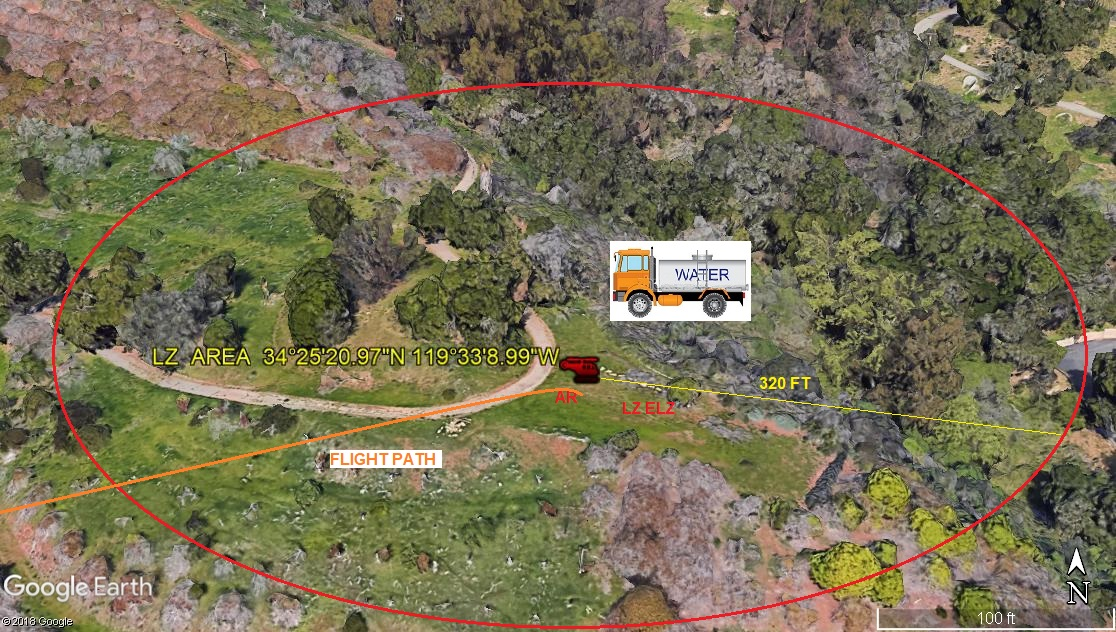 WATER
LZ AREA 34°25'20.97"N 119°33'8.99"W
320 FT
AR
LZ ELZ
FLIGHT PATH
Google Earth
©2018 Google
N
100 ft